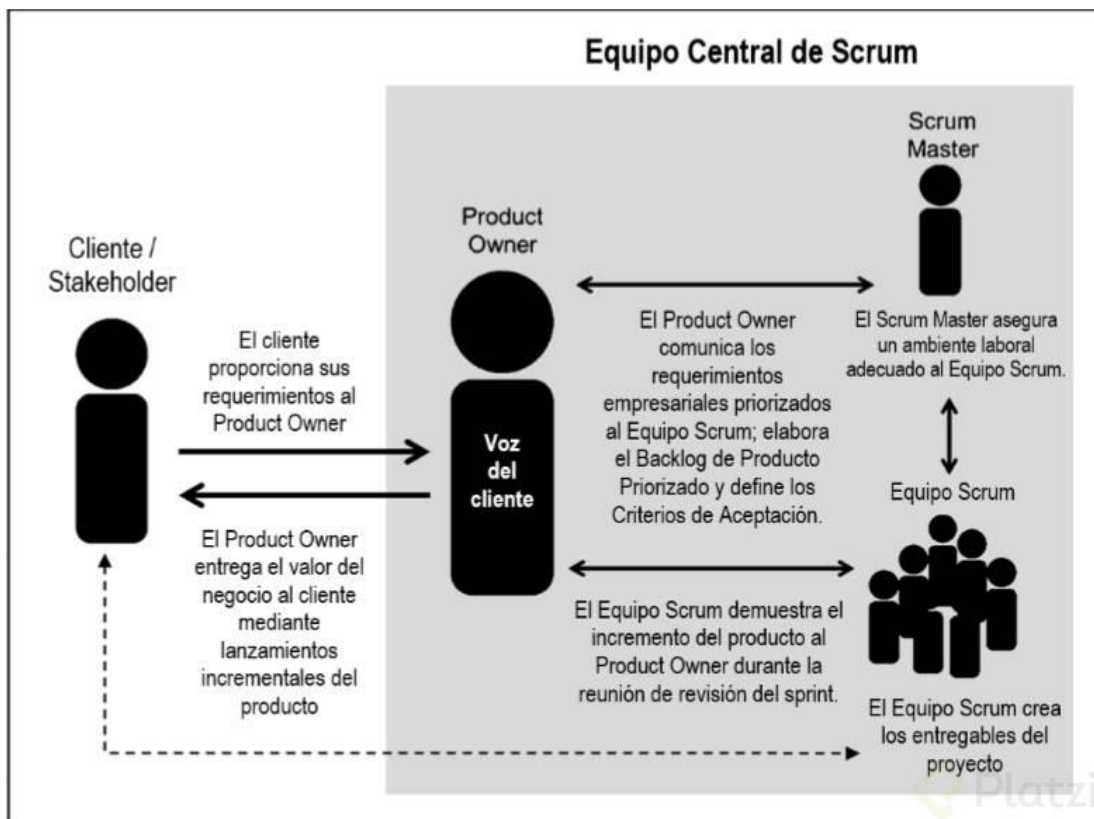 Equipo Central de Scrum
Cliente /
Stakeholder
El cliente
proporciona sus
requerimientos al
Product Owner
El Product Owner
entrega el valor del
negocio al cliente
mediante
lanzamientos
incrementales del
producto
Product
Owner
Voz
del
cliente
El Product Owner
comunica los
requerimientos
empresariales priorizados
al Equipo Scrum; elabora
el Backlog de Producto
Priorizado y define los
Criterios de Aceptación.
El Equipo Scrum demuestra el
incremento del producto al
Product Owner durante la
reunión de revisión del sprint.
Scrum
Master
El Scrum Master asegura
un ambiente laboral
adecuado al Equipo Scrum.
Equipo Scrum
El Equipo Scrum crea
los entregables del
proyecto
Platzi